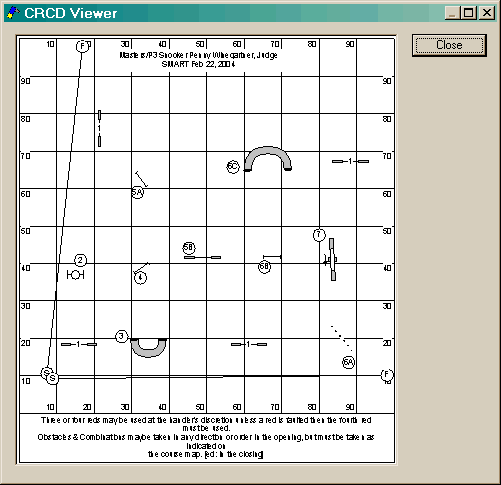 CRCD Viewer
Close
10 20 30 40 50 60 70 80 90
F
Masters/P3 Snooker Penny Winegartner, Judge
SMART Feb 22, 2004
90 90
80 1 80
70 6C 1 70
60 5A 60
50 7 50
5B
40 2 4 6B 40
30 30
20 1 3 1 20
6A
10 S S F
10 20 30 40 50 60 70 80 90
Three or four reds may be used at the handler's discretion unless a red is faulted then the fourth red
must be used.
Obstacles & Combinations may be taken in any direction or order in the opening, but must be taken as
indicated on
the course map. [ed: in the closing]